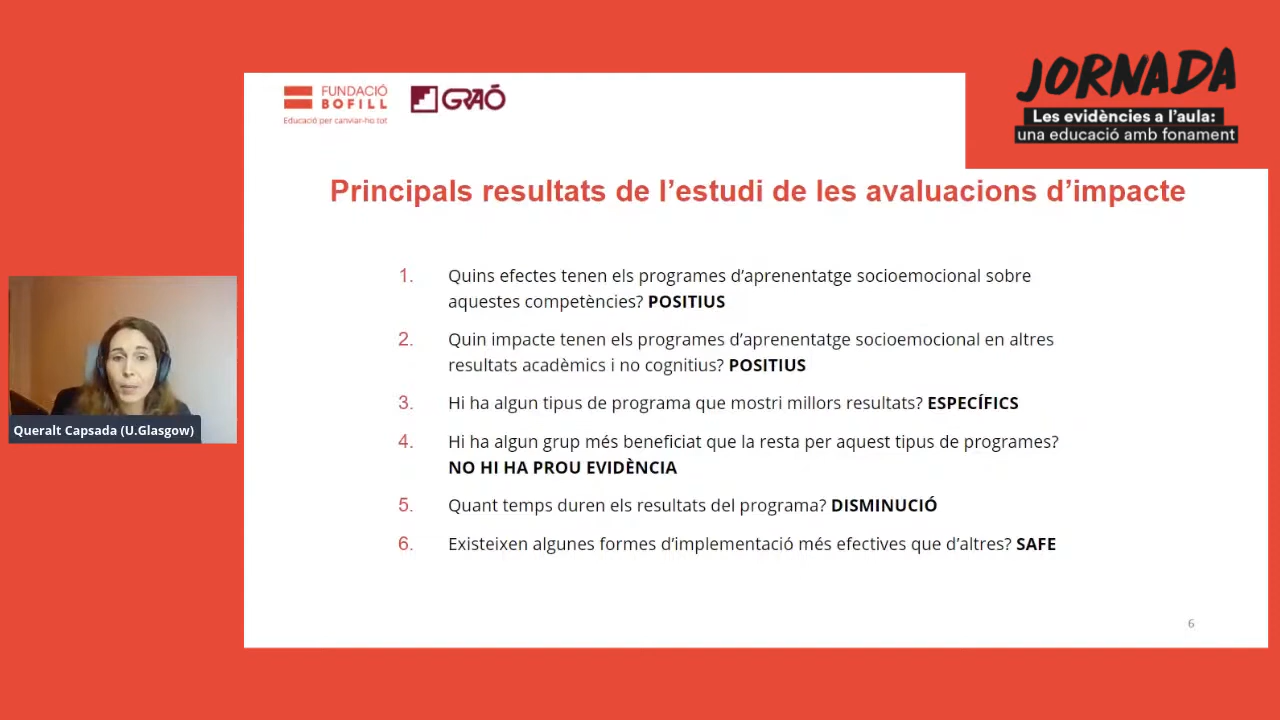 FUNDACIÓ
BOFILL
Educació per canviar-ho tot
GRAÓ
JORNADA
Les evidències a l'aula:
una educació amb fonament
Principals resultats de l'estudi de les avaluacions d'impacte
1. Quins efectes tenen els programes d'aprenentatge socioemocional sobre
aquestes competències? POSITIUS
2. Quin impacte tenen els programes d'aprenentatge socioemocional en altres
resultats acadèmics i no cognitius? POSITIUS
3. Hi ha algun tipus de programa que mostri millors resultats? ESPECÍFICS
4. Hi ha algun grup més beneficiat que la resta per aquest tipus de programes?
NO HI HA PROU EVIDÈNCIA
5. Quant temps duren els resultats del programa? DISMINUCIÓ
6. Existeixen algunes formes d'implementació més efectives que d'altres? SAFE
Queralt Capsada (U.Glasgow)
6